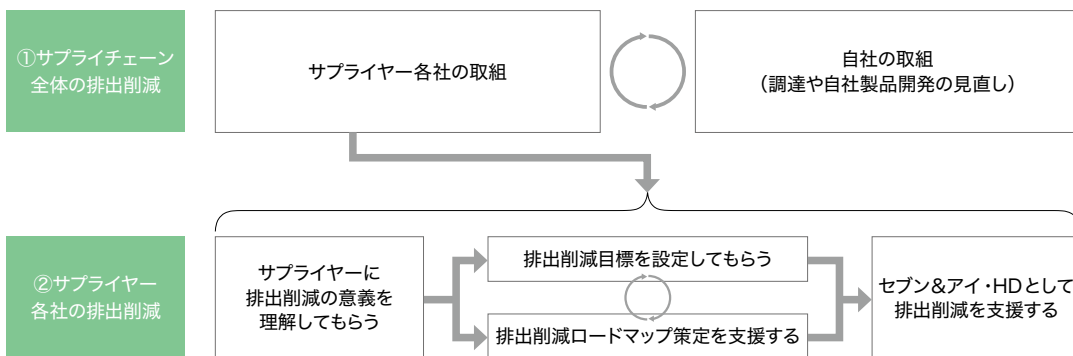 ①サプライチェーン
全体の排出削減
サプライヤー各社の取組
自社の取組
（調達や自社製品開発の見直し）
②サプライヤー
各社の排出削減
サプライヤーに
排出削減の意義を
理解してもらう
排出削減目標を設定してもらう
排出削減ロードマップ策定を支援する
セブン&アイ・HDとして
排出削減を支援する